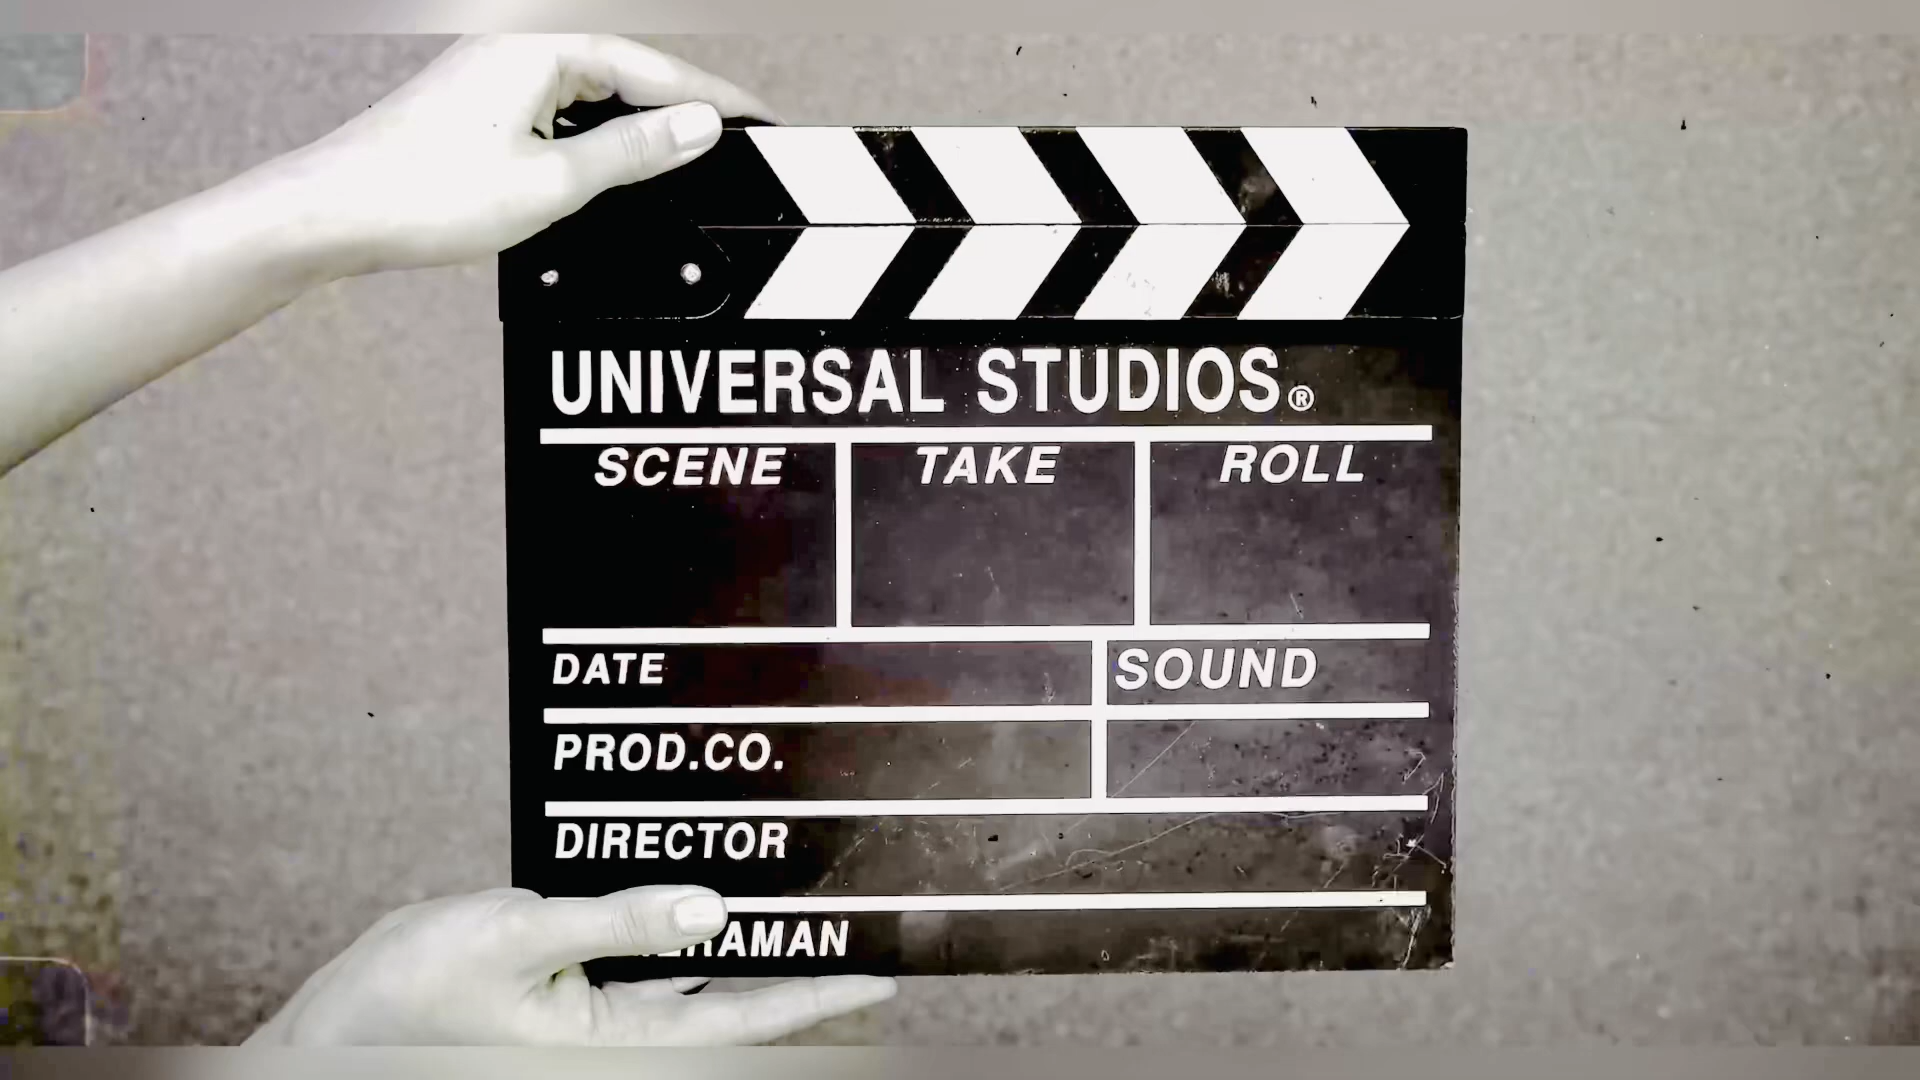 UNIVERSAL STUDIOS®
SCENE TAKE ROLL
DATE SOUND
PROD.CO.
DIRECTOR